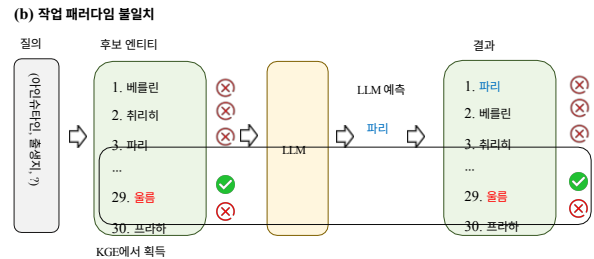 (b) 작업 패러다임 불일치
질의
후보 엔티티
결과
(아인슈타인, 출생지, ?)
1. 베를린
2. 취리히
3. 파리
...
29. 울름
30. 프라하
KGE에서 획득
LLM
LLM 예측
파리
1. 파리
2. 베를린
3. 취리히
...
29. 울름
30. 프라하